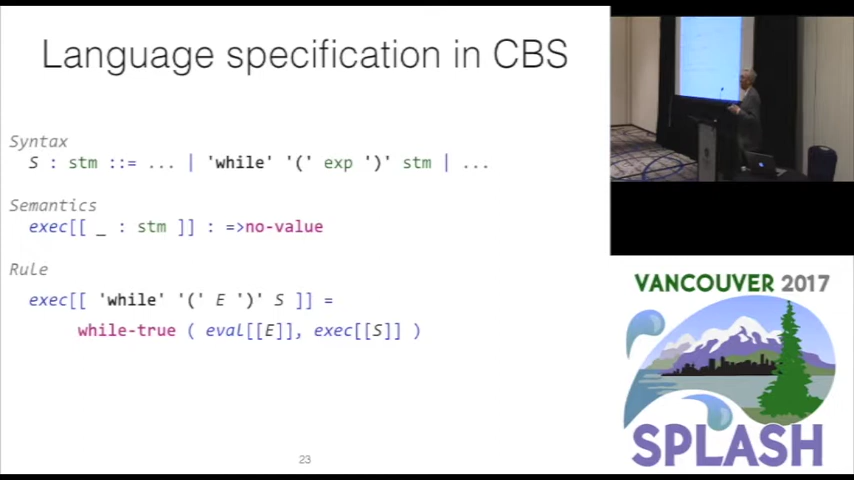 Language specification in CBS
Syntax
S : stm ::= ... | 'while' '(' exp ')' stm | ...
Semantics
exec[[ _ : stm ]] : =>no-value
Rule
exec[[ 'while' '(' E ')' S ]] =
while-true ( eval[[E]], exec[[S]] )
23
VANCOUVER 2017
SPLASH